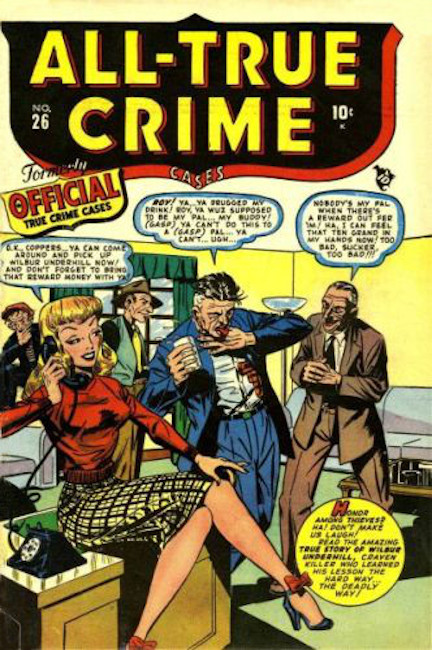 ALL-TRUE
CRIME
CASES
NO.
26
10¢
K
Formerly
OFFICIAL
TRUE CRIME CASES
O.K., COPPERS...YA CAN COME
AROUND AND PICK UP
WILBUR UNDERHILL NOW!
AND DON'T FORGET TO BRING
THAT REWARD MONEY WITH YA!
ROY! YA...YA DRUGGED MY
DRINK! ROY, YA WUZ SUPPOSED
TO BE MY PAL... MY BUDDY!
(GASP) YA CAN'T DO THIS TO
A (GASP) PAL... YA
CAN'T... UGH...
NOBODY'S MY PAL
WHEN THERE'S
A REWARD OUT FER
'IM! HA, I CAN FEEL
THAT TEN GRAND IN
MY HANDS NOW! TOO
BAD, SUCKER,
TOO BAD!!!
HONOR
AMONG THIEVES?
HA! DON'T MAKE
US LAUGH!
READ THE AMAZING
TRUE STORY OF WILBUR
UNDERHILL, CRAVEN
KILLER WHO LEARNED
HIS LESSON THE
HARD WAY...
THE DEADLY
WAY!